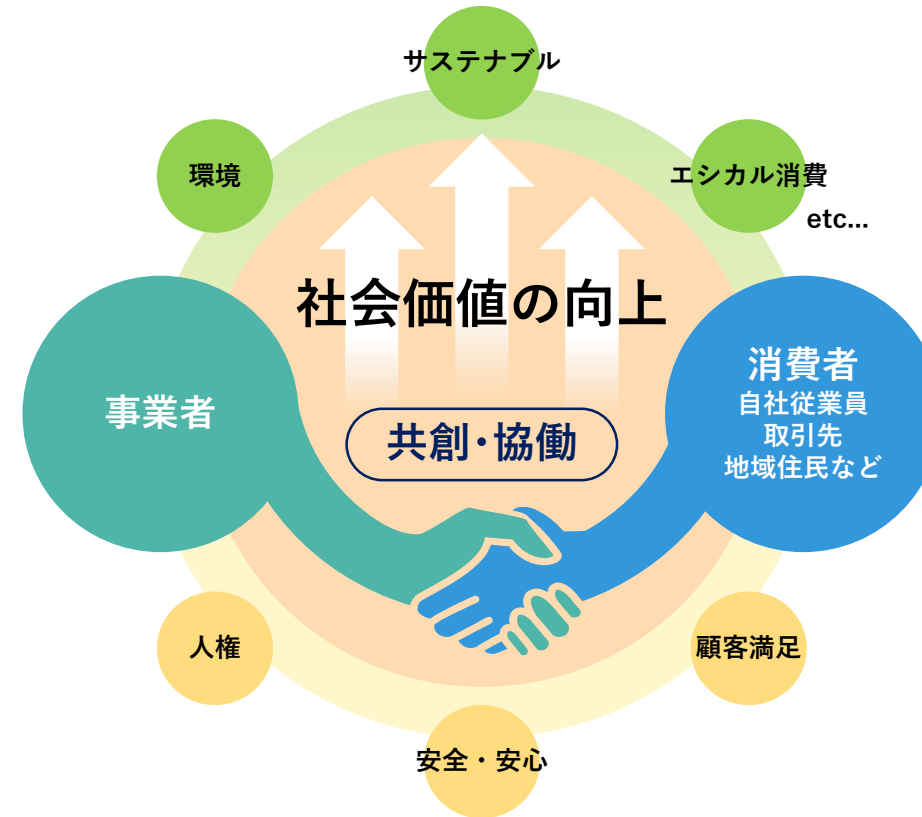 サステナブル
環境
エシカル消費
etc...
社会価値の向上
事業者
消費者
自社従業員
取引先
地域住民など
共創・協働
人権
顧客満足
安全・安心